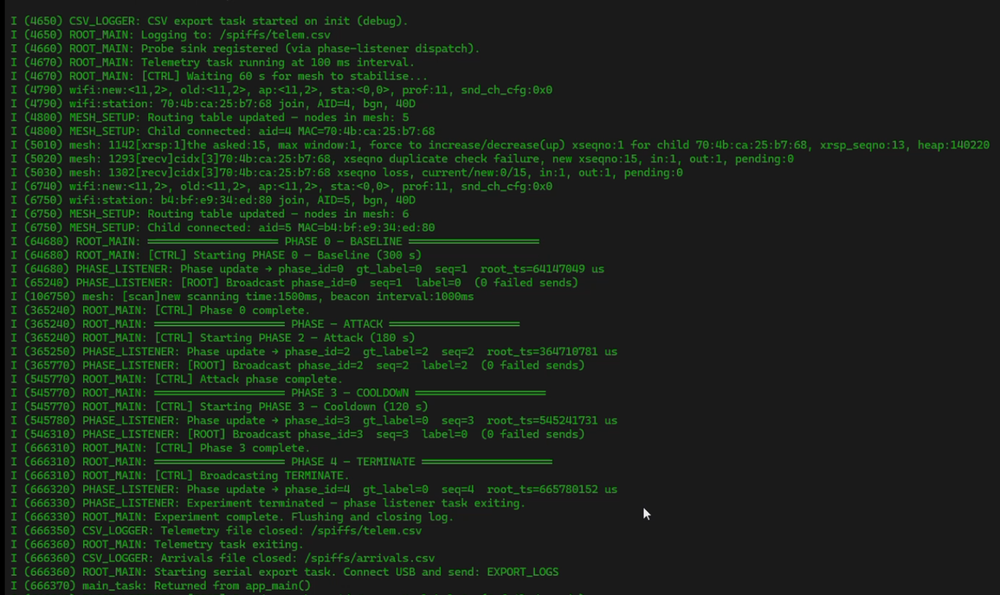 I (4650) CSV_LOGGER: CSV export task started on init (debug).
I (4650) ROOT_MAIN: Logging to: /spiffs/telem.csv
I (4660) ROOT_MAIN: Probe sink registered (via phase-listener dispatch).
I (4670) ROOT_MAIN: Telemetry task running at 100 ms interval.
I (4670) ROOT_MAIN: [CTRL] Waiting 60 s for mesh to stabilise...
I (4790) wifi:new:<11,2>, old:<11,2>, ap:<11,2>, sta:<0,0>, prof:11, snd_ch_cfg:0x0
I (4790) wifi:station: 70:4b:ca:25:b7:68 join, AID=4, bgn, 40D
I (4800) MESH_SETUP: Routing table updated — nodes in mesh: 5
I (4800) MESH_SETUP: Child connected: aid=4 MAC=70:4b:ca:25:b7:68
I (5010) mesh: 1142[xrsp:1]the asked:15, max window:1, force to increase/decrease(up) xseqno:1 for child 70:4b:ca:25:b7:68, xrsp_seqno:13, heap:140220
I (5020) mesh: 1293[recv]cidx[3]70:4b:ca:25:b7:68, xseqno duplicate check failure, new xseqno:15, in:1, out:1, pending:0
I (5030) mesh: 1302[recv]cidx[3]70:4b:ca:25:b7:68 xseqno loss, current/new:0/15, in:1, out:1, pending:0
I (6740) wifi:new:<11,2>, old:<11,2>, ap:<11,2>, sta:<0,0>, prof:11, snd_ch_cfg:0x0
I (6750) wifi:station: b4:bf:e9:34:ed:80 join, AID=5, bgn, 40D
I (6750) MESH_SETUP: Routing table updated — nodes in mesh: 6
I (6750) MESH_SETUP: Child connected: aid=5 MAC=b4:bf:e9:34:ed:80
I (64680) ROOT_MAIN: ════════════════════ PHASE 0 — BASELINE ════════════════════
I (64680) ROOT_MAIN: [CTRL] Starting PHASE 0 — Baseline (300 s)
I (64680) PHASE_LISTENER: Phase update → phase_id=0  gt_label=0  seq=1  root_ts=64147049 us
I (65240) PHASE_LISTENER: [ROOT] Broadcast phase_id=0  seq=1  label=0  (0 failed sends)
I (106750) mesh: [scan]new scanning time:1500ms, beacon interval:1000ms
I (365240) ROOT_MAIN: [CTRL] Phase 0 complete.
I (365240) ROOT_MAIN: ════════════════════ PHASE — ATTACK ════════════════════
I (365240) ROOT_MAIN: [CTRL] Starting PHASE 2 — Attack (180 s)
I (365250) PHASE_LISTENER: Phase update → phase_id=2  gt_label=2  seq=2  root_ts=364710781 us
I (365770) PHASE_LISTENER: [ROOT] Broadcast phase_id=2  seq=2  label=2  (0 failed sends)
I (545770) ROOT_MAIN: [CTRL] Attack phase complete.
I (545770) ROOT_MAIN: ════════════════════ PHASE 3 — COOLDOWN ════════════════════
I (545770) ROOT_MAIN: [CTRL] Starting PHASE 3 — Cooldown (120 s)
I (545780) PHASE_LISTENER: Phase update → phase_id=3  gt_label=0  seq=3  root_ts=545241731 us
I (546310) PHASE_LISTENER: [ROOT] Broadcast phase_id=3  seq=3  label=0  (0 failed sends)
I (666310) ROOT_MAIN: [CTRL] Phase 3 complete.
I (666310) ROOT_MAIN: ════════════════════ PHASE 4 — TERMINATE ════════════════════
I (666310) ROOT_MAIN: [CTRL] Broadcasting TERMINATE.
I (666320) PHASE_LISTENER: Phase update → phase_id=4  gt_label=0  seq=4  root_ts=665780152 us
I (666330) PHASE_LISTENER: Experiment terminated — phase listener task exiting.
I (666330) ROOT_MAIN: Experiment complete. Flushing and closing log.
I (666350) CSV_LOGGER: Telemetry file closed: /spiffs/telem.csv
I (666360) ROOT_MAIN: Telemetry task exiting.
I (666360) CSV_LOGGER: Arrivals file closed: /spiffs/arrivals.csv
I (666360) ROOT_MAIN: Starting serial export task. Connect USB and send: EXPORT_LOGS
I (666370) main_task: Returned from app_main()